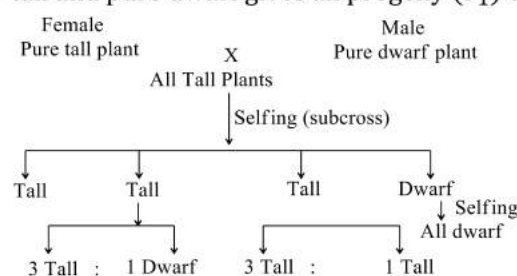 Female Male
Pure tall plant Pure dwarf plant
X
All Tall Plants
Selfing (subcross)
Tall Tall Tall Dwarf
Selfing
All dwarf
3 Tall : 1 Dwarf 3 Tall : 1 Tall